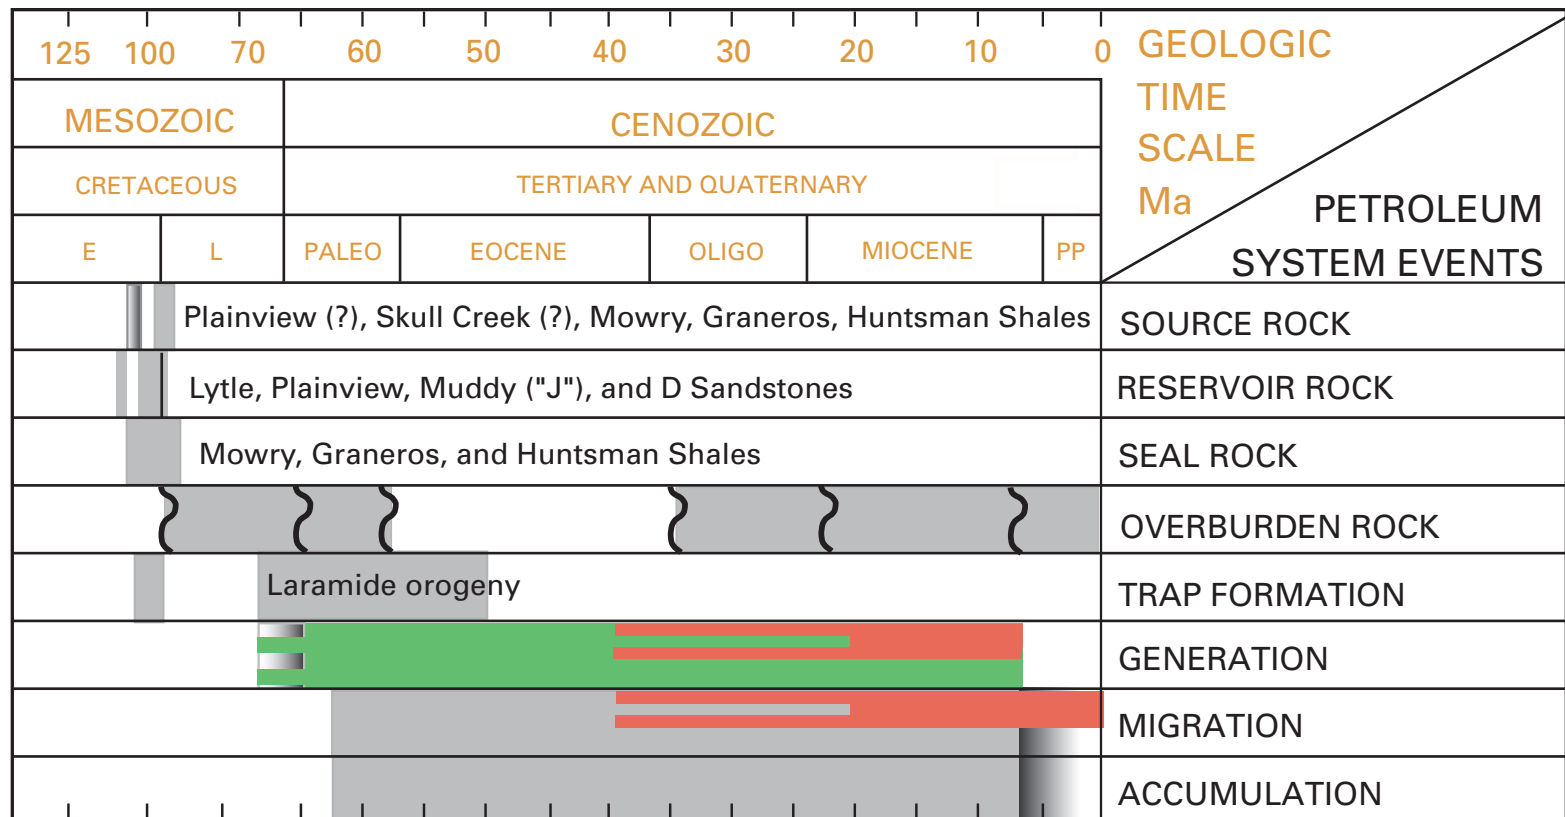 125 100 70 60 50 40 30 20 10 0
GEOLOGIC
TIME
SCALE
Ma
PETROLEUM
SYSTEM EVENTS
MESOZOIC CENOZOIC
CRETACEOUS TERTIARY AND QUATERNARY
E L PALEO EOCENE OLIGO MIOCENE PP
Plainview (?), Skull Creek (?), Mowry, Graneros, Huntsman Shales SOURCE ROCK
Lytle, Plainview, Muddy ("J"), and D Sandstones RESERVOIR ROCK
Mowry, Graneros, and Huntsman Shales SEAL ROCK
OVERBURDEN ROCK
Laramide orogeny TRAP FORMATION
GENERATION
MIGRATION
ACCUMULATION